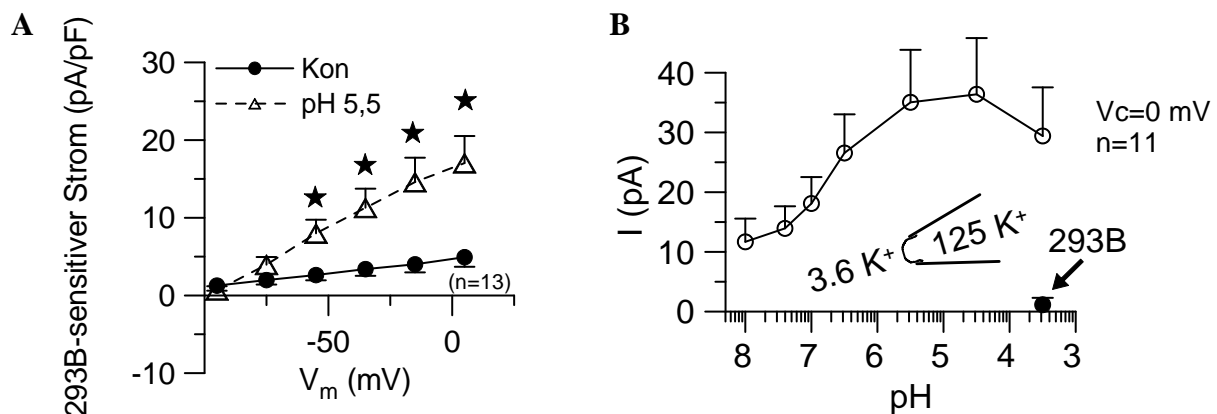 A
293B-sensitiver Strom (pA/pF)
30
20
10
0
-10
Kon
pH 5,5
(n=13)
-50
0
Vm (mV)
B
I (pA)
40
30
20
10
0
Vc=0 mV
n=11
3.6 K+
125 K+
293B
8
7
6
5
4
3
pH